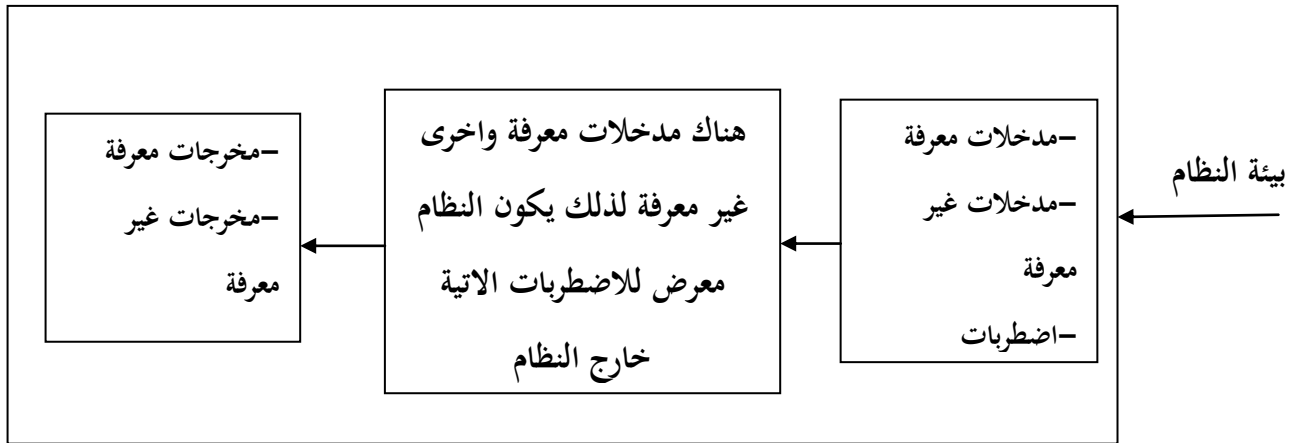 بيئة النظام
–مدخلات معرفة
–مدخلات غير
معرفة
–اضطربات
هناك مدخلات معرفة واخرى
غير معرفة لذلك يكون النظام
معرض للاضطربات الاتية
خارج النظام
–مخرجات معرفة
–مخرجات غير
معرفة